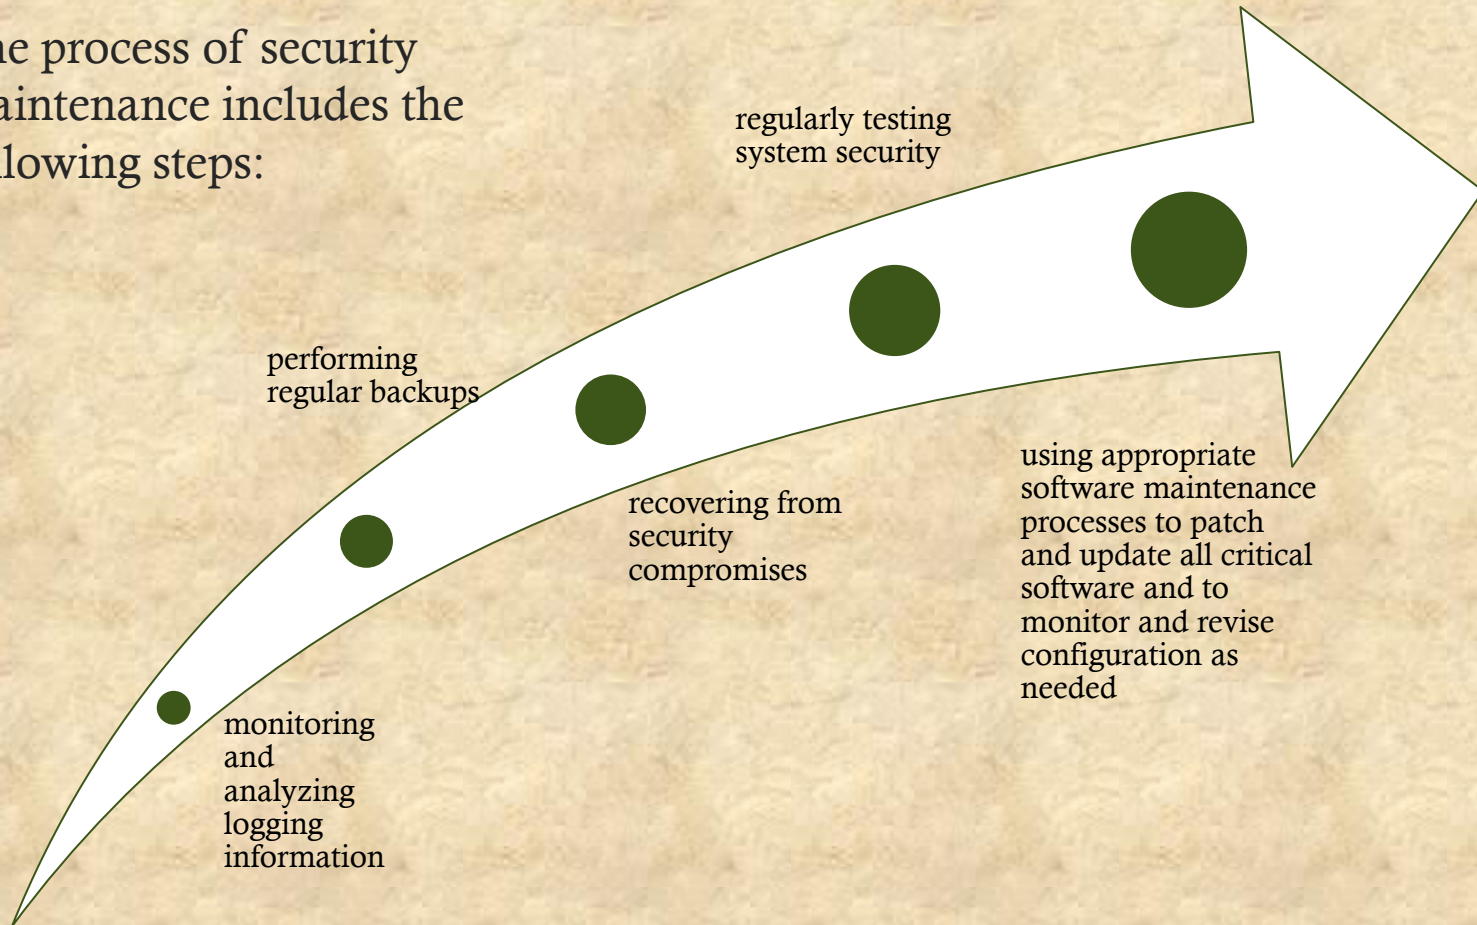 ne process of security
aintenance includes the
llowing steps:
regularly testing
system security
performing
regular backups
recovering from
security
compromises
using appropriate
software maintenance
processes to patch
and update all critical
software and to
monitor and revise
configuration as
needed
monitoring
and
analyzing
logging
information